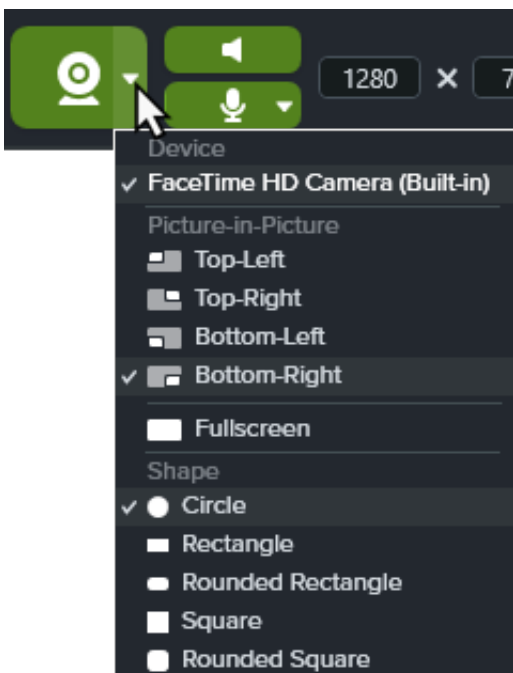 1280 × 7
Device
FaceTime HD Camera (Built-in)
Picture-in-Picture
Top-Left
Top-Right
Bottom-Left
Bottom-Right
Fullscreen
Shape
Circle
Rectangle
Rounded Rectangle
Square
Rounded Square